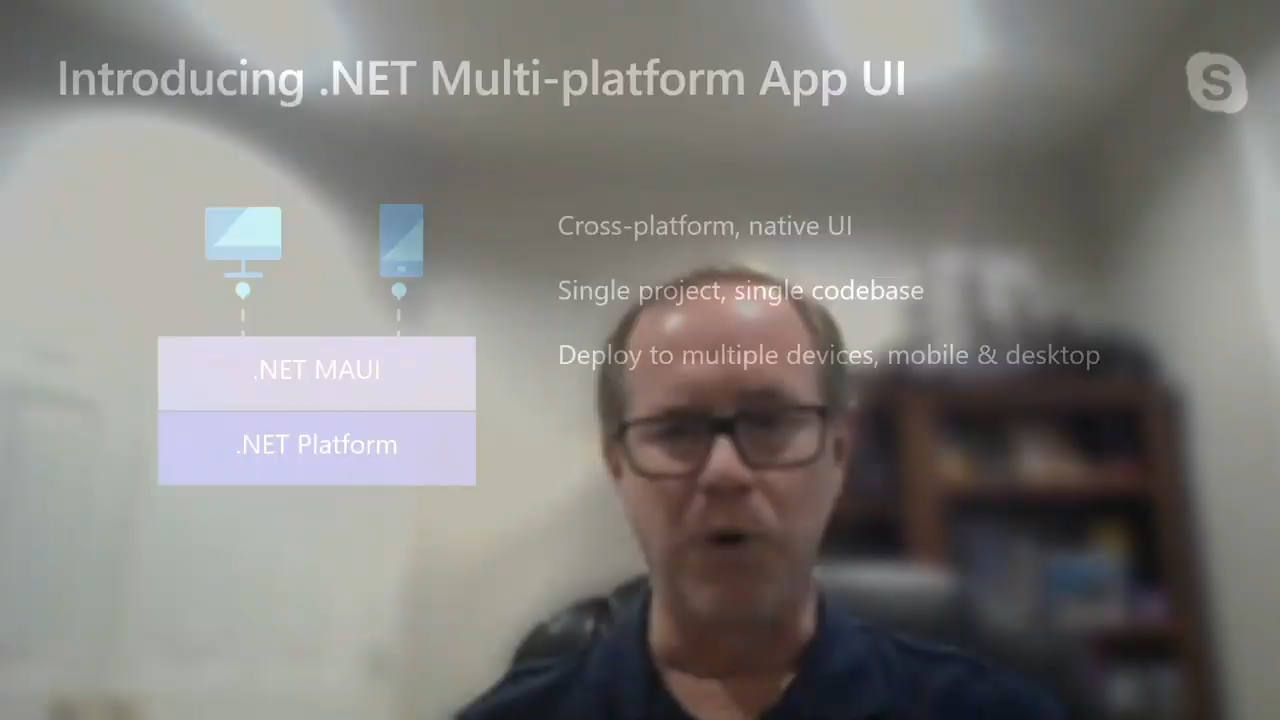 Introducing .NET Multi-platform App UI
S
Cross-platform, native UI
Single project, single codebase
Deploy to multiple devices, mobile & desktop
.NET MAUI
.NET Platform